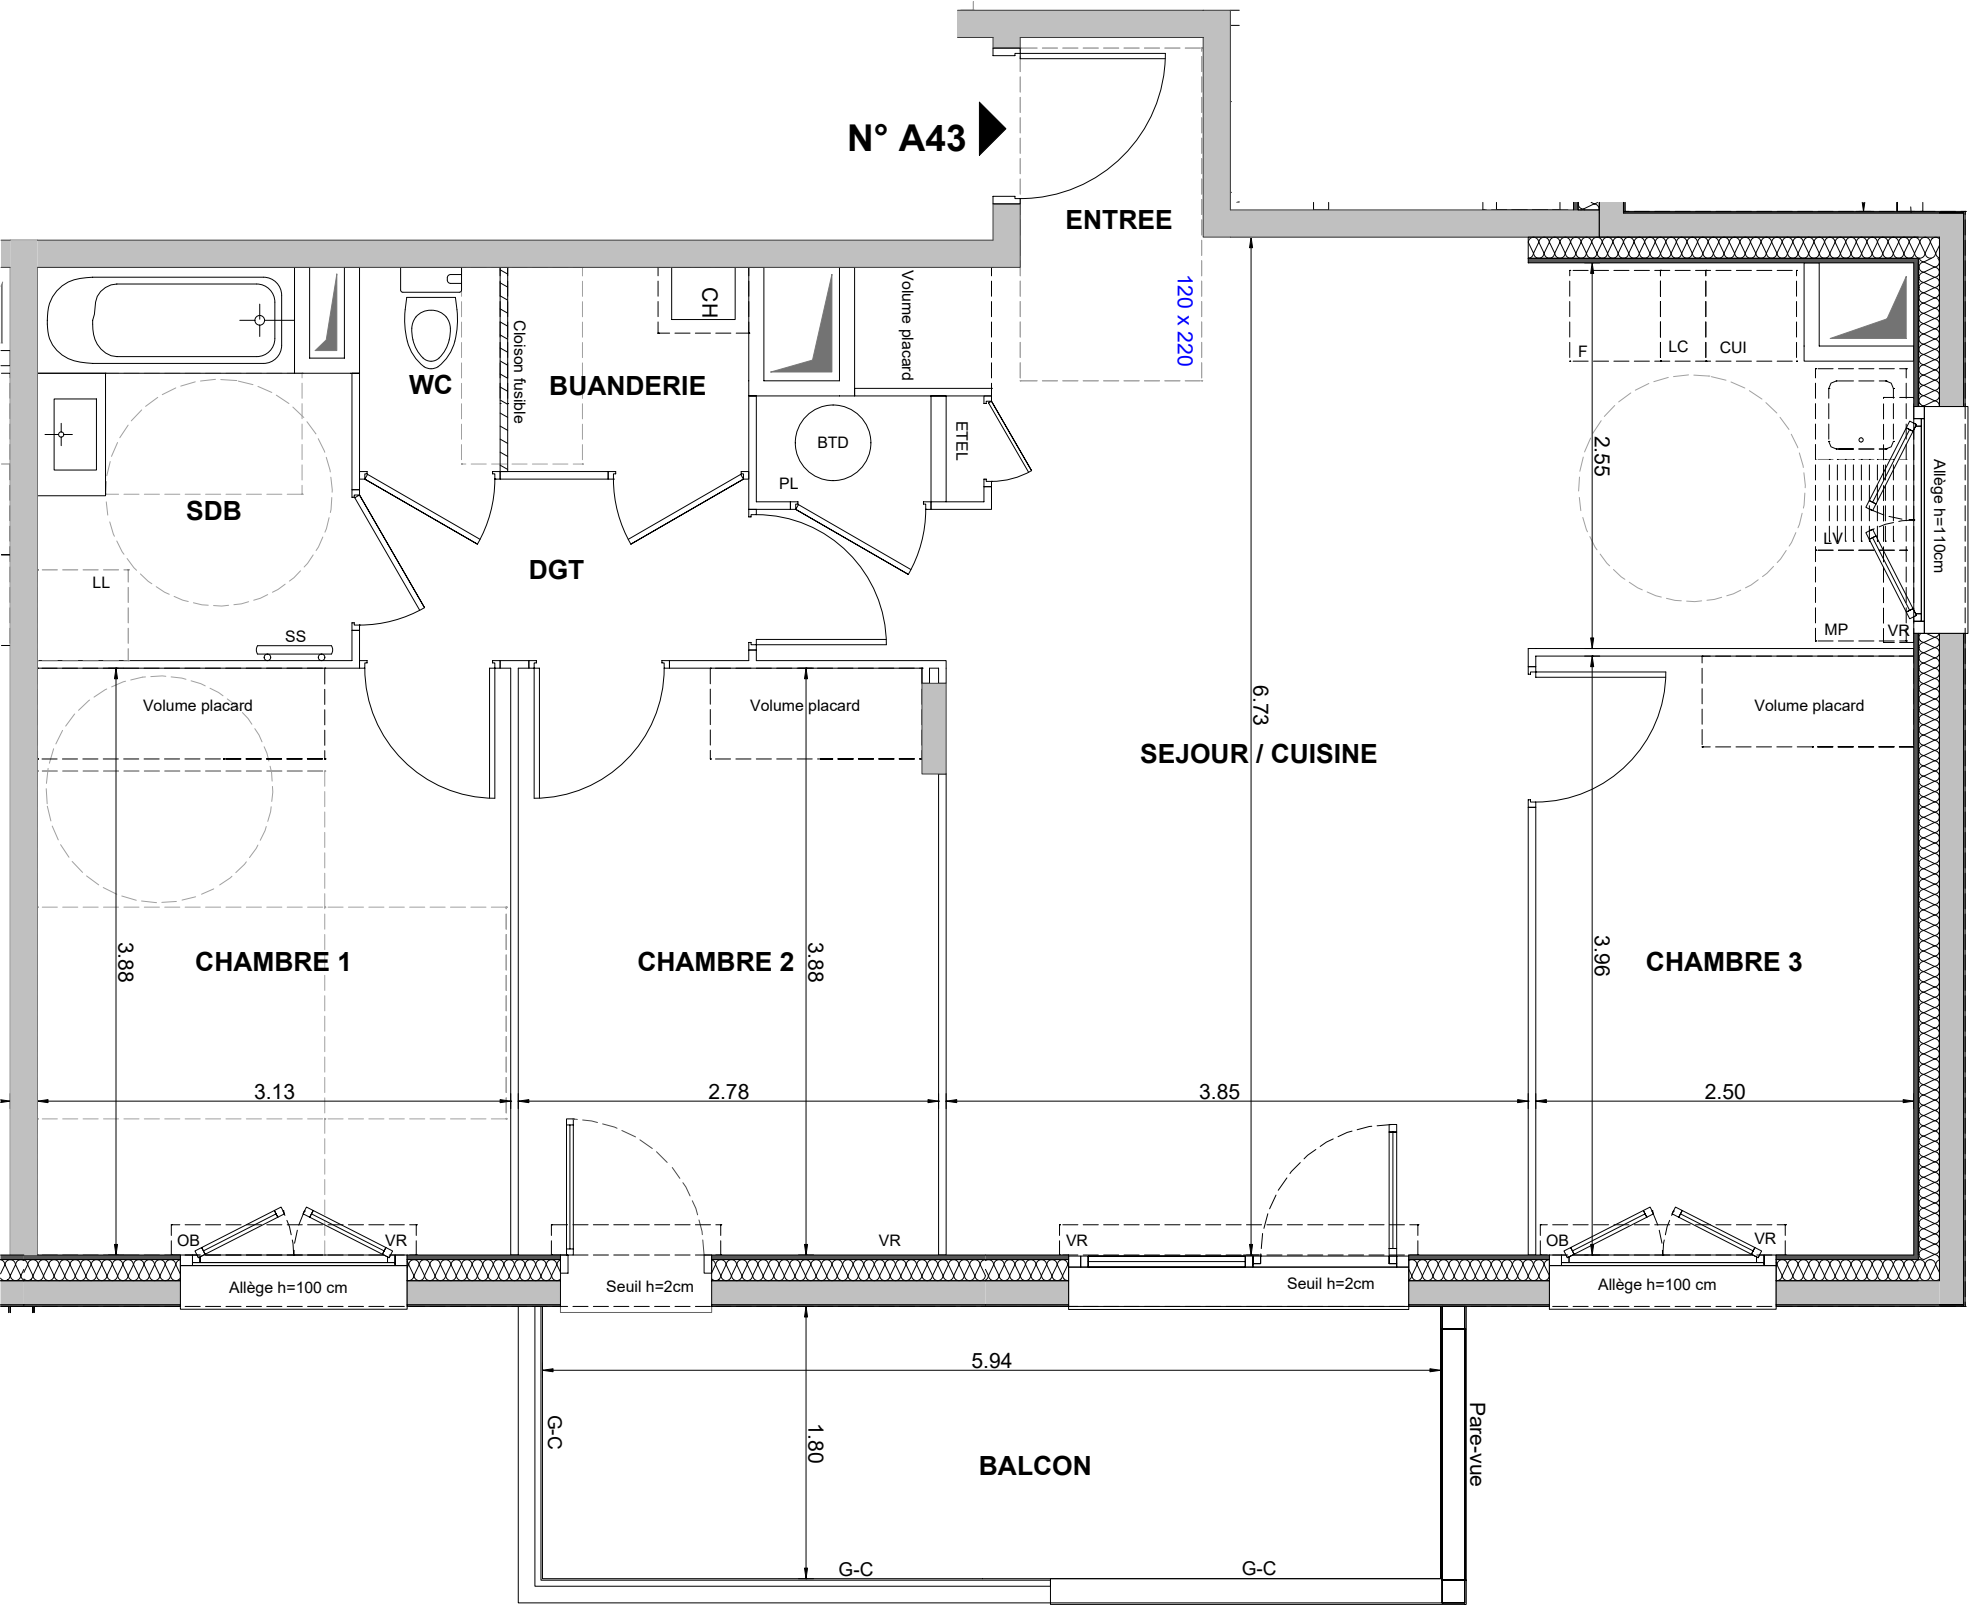 N° A43
ENTREE
120 x 220
Volume placard
CH
Cloison fusible
WC
BUANDERIE
F
LC
CUI
BTD
ETEL
PL
2.55
Allège h=110cm
SDB
LV
DGT
LL
SS
MP
VR
Volume placard
Volume placard
6.73
Volume placard
SEJOUR / CUISINE
3.88
CHAMBRE 1
CHAMBRE 2
3.88
3.96
CHAMBRE 3
3.13
2.78
3.85
2.50
OB
VR
VR
VR
OB
VR
Allège h=100 cm
Seuil h=2cm
Seuil h=2cm
Allège h=100 cm
5.94
G-C
1.80
BALCON
Pare-vue
G-C
G-C